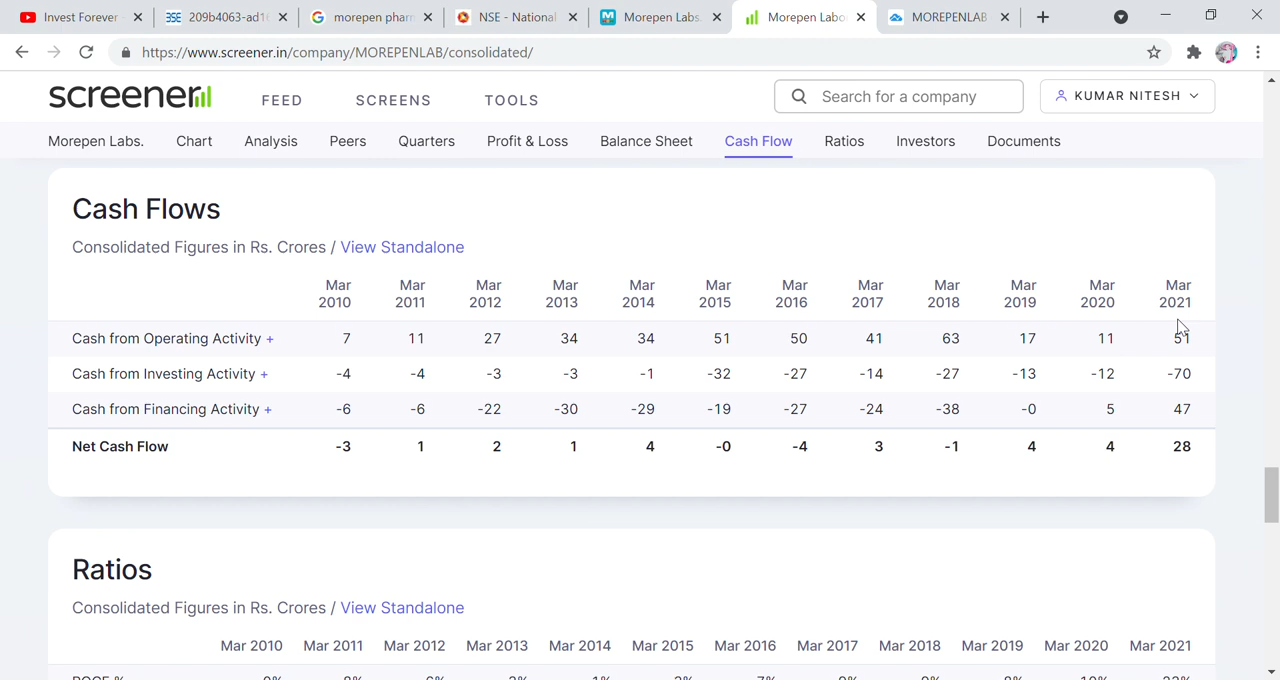 Invest Forever
209b4063-ad1
morepen pharm
NSE - National
Morepen Labs.
Morepen Labo
MOREPENLAB
https://www.screener.in/company/MOREPENLAB/consolidated/
screener
FEED
SCREENS
TOOLS
Search for a company
KUMAR NITESH
Morepen Labs. Chart Analysis Peers Quarters Profit & Loss Balance Sheet Cash Flow Ratios Investors Documents
Cash Flows
Consolidated Figures in Rs. Crores / View Standalone
Mar 2010 Mar 2011 Mar 2012 Mar 2013 Mar 2014 Mar 2015 Mar 2016 Mar 2017 Mar 2018 Mar 2019 Mar 2020 Mar 2021
Cash from Operating Activity + 7 11 27 34 34 51 50 41 63 17 11 51
Cash from Investing Activity + -4 -4 -3 -3 -1 -32 -27 -14 -27 -13 -12 -70
Cash from Financing Activity + -6 -6 -22 -30 -29 -19 -27 -24 -38 -0 5 47
Net Cash Flow -3 1 2 1 4 -0 -4 3 -1 4 4 28
Ratios
Consolidated Figures in Rs. Crores / View Standalone
Mar 2010 Mar 2011 Mar 2012 Mar 2013 Mar 2014 Mar 2015 Mar 2016 Mar 2017 Mar 2018 Mar 2019 Mar 2020 Mar 2021